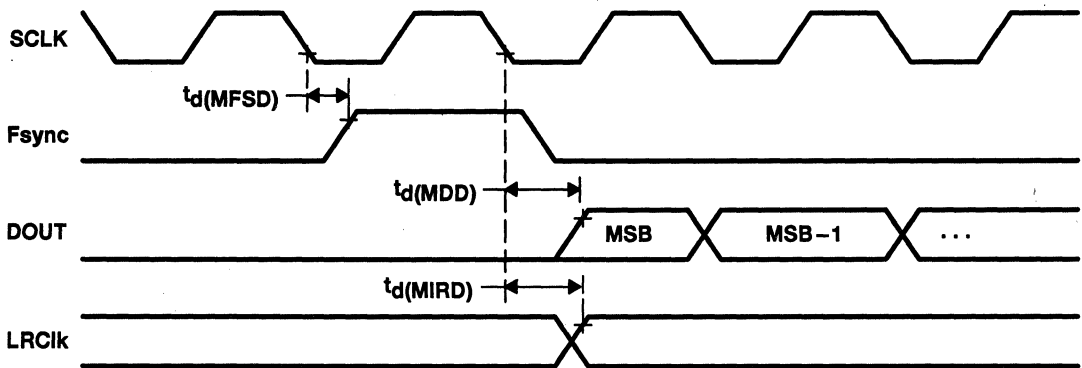 SCLK
td(MFSD)
Fsync
td(MDD)
DOUT
MSB
MSB–1
...
td(MIRD)
LRClk